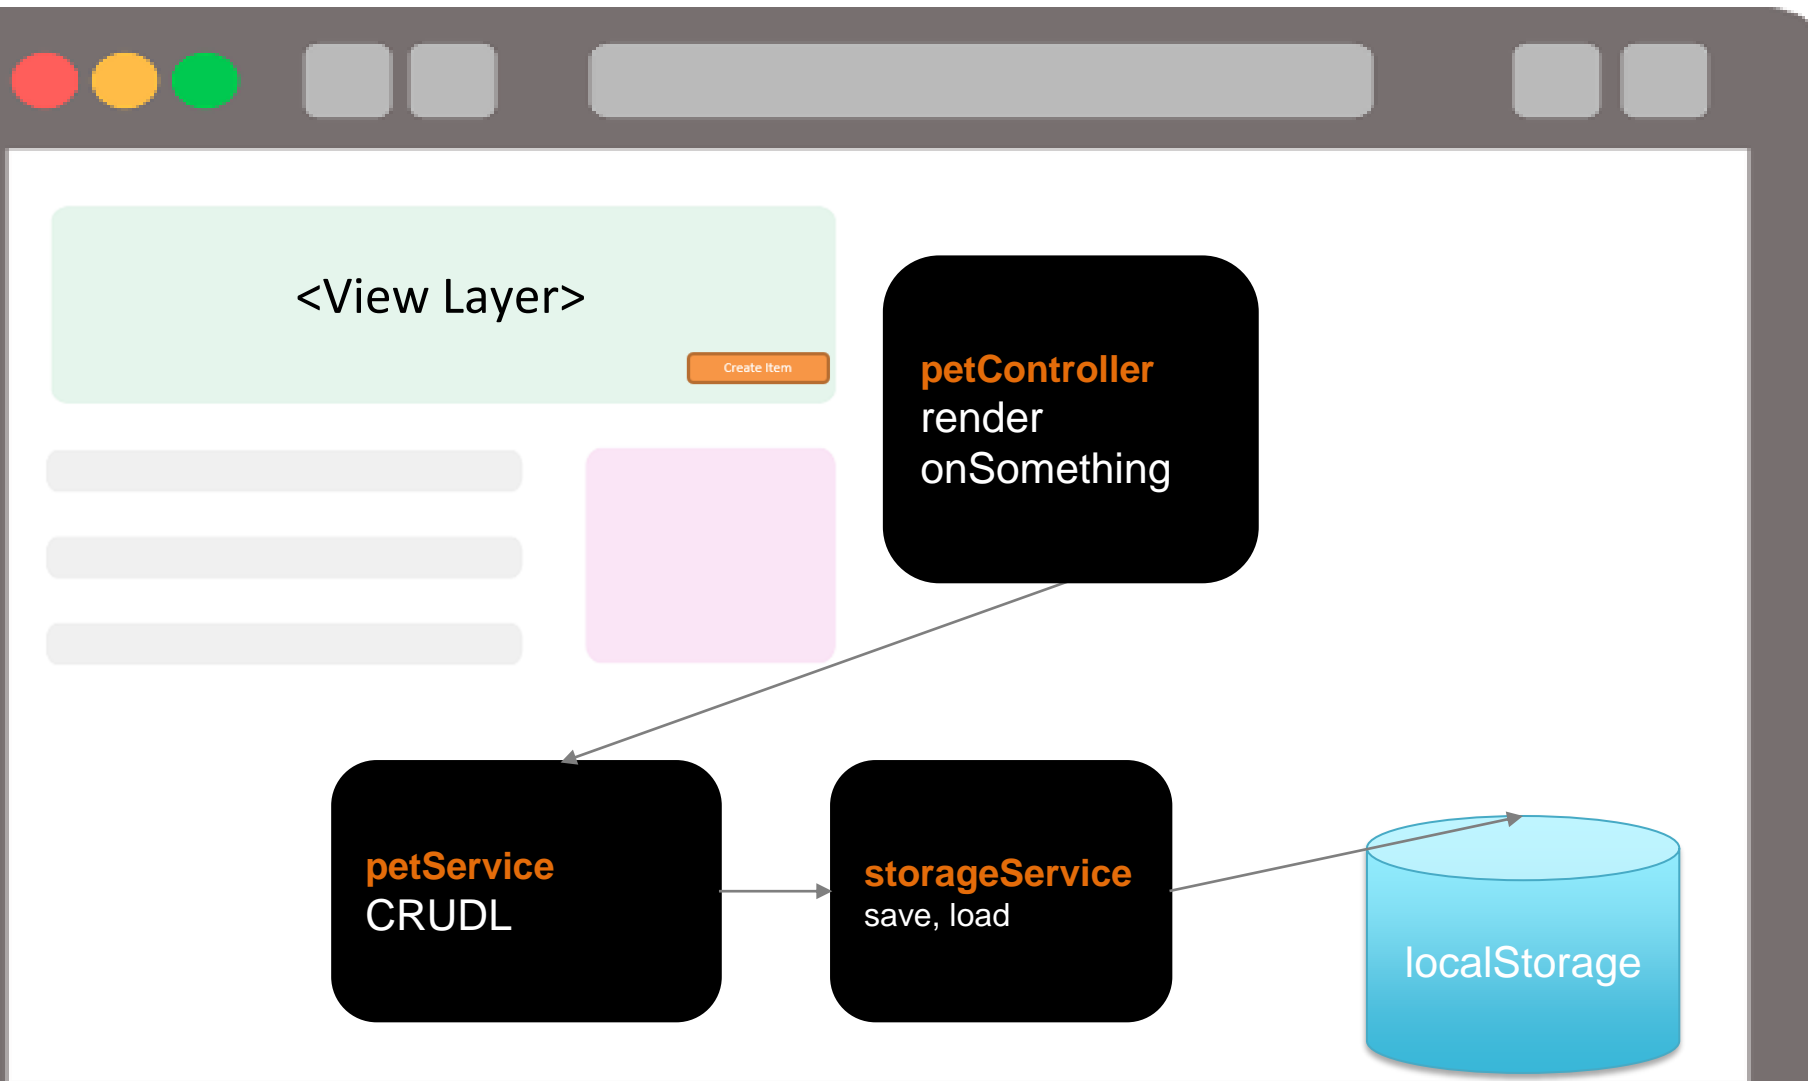 <View Layer>
Create Item
petController
render
onSomething
petService
CRUDL
storageService
save, load
localStorage